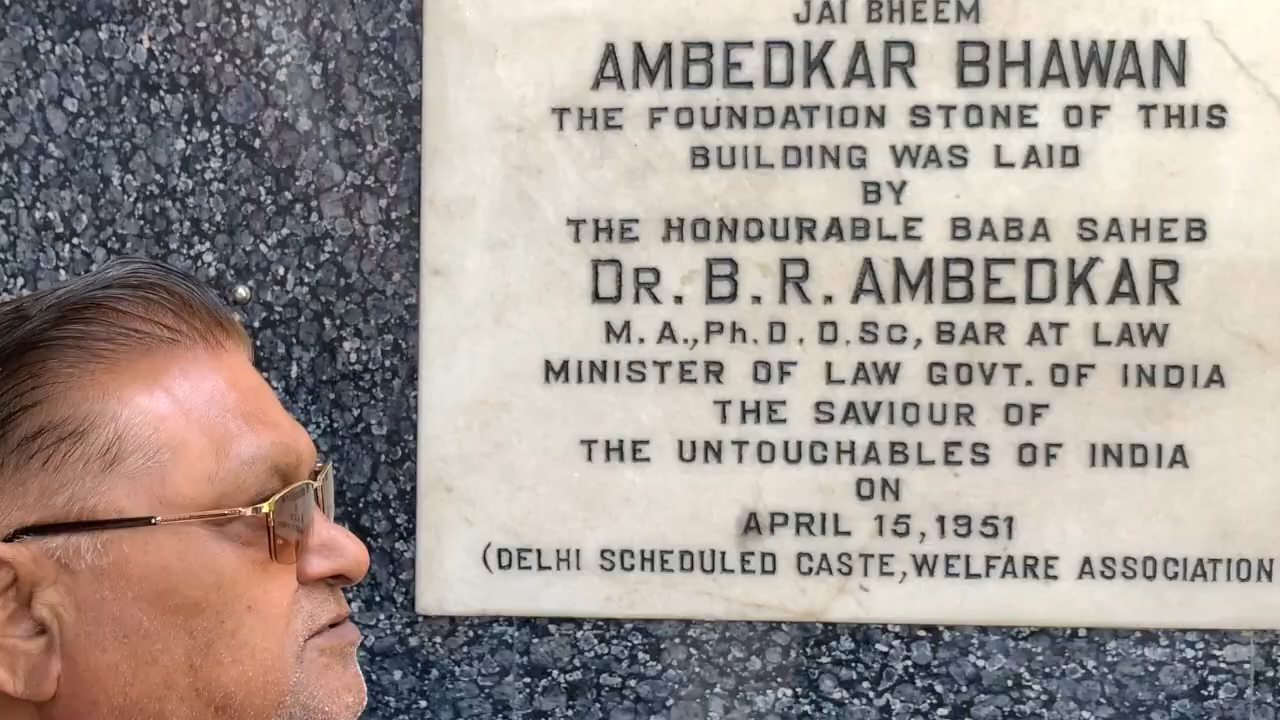 JAI BHEEM
AMBEDKAR BHAWAN
THE FOUNDATION STONE OF THIS
BUILDING WAS LAID
BY
THE HONOURABLE BABA SAHEB
DR. B. R. AMBEDKAR
M. A., Ph. D. D. Sc, BAR AT LAW
MINISTER OF LAW GOVT. OF INDIA
THE SAVIOUR OF
THE UNTOUCHABLES OF INDIA
ON
APRIL 15, 1951
(DELHI SCHEDULED CASTE, WELFARE ASSOCIATION